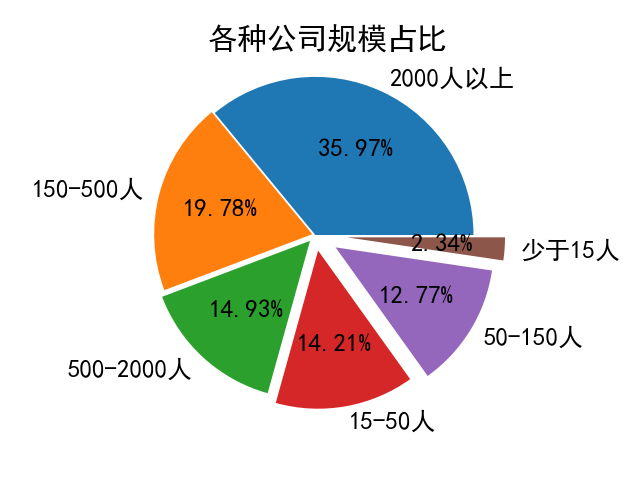 各种公司规模占比
2000人以上
35.97%
150-500人
19.78%
2.34%
少于15人
12.77%
14.93%
50-150人
14.21%
500-2000人
15-50人